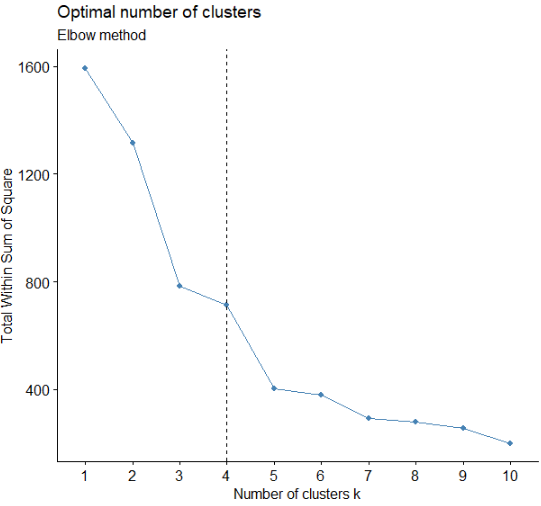 Optimal number of clusters
Elbow method
Total Within Sum of Square
1600
1200
800
400
1 2 3 4 5 6 7 8 9 10
Number of clusters k